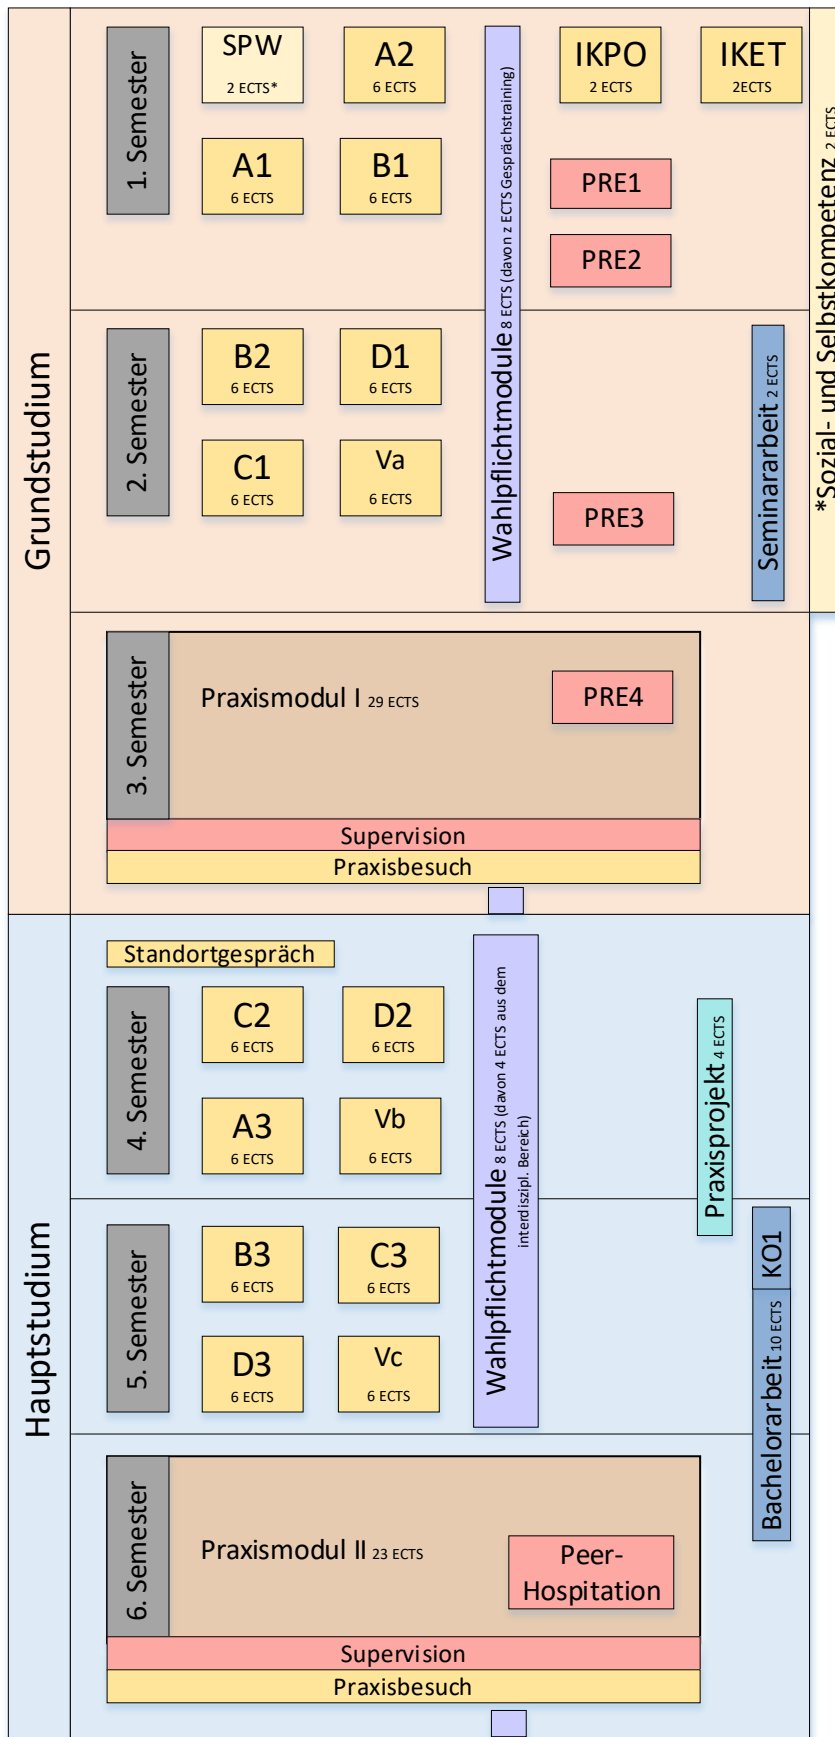 Grundstudium
1. Semester
SPW
2 ECTS*
A2
6 ECTS
IKPO
2 ECTS
IKET
2ECTS
A1
6 ECTS
B1
6 ECTS
PRE1
PRE2
Wahlpflichtmodule 8 ECTS (davon z ECTS Gesprächstraining)
*Sozial- und Selbstkompetenz 2 ECTS
2. Semester
B2
6 ECTS
D1
6 ECTS
C1
6 ECTS
Va
6 ECTS
PRE3
Seminararbeit 2 ECTS
3. Semester
Praxismodul I 29 ECTS
PRE4
Supervision
Praxisbesuch
Hauptstudium
Standortgespräch
4. Semester
C2
6 ECTS
D2
6 ECTS
A3
6 ECTS
Vb
6 ECTS
Wahlpflichtmodule 8 ECTS (davon 4 ECTS aus dem
interdiszipl. Bereich)
Praxisprojekt 4 ECTS
5. Semester
B3
6 ECTS
C3
6 ECTS
D3
6 ECTS
Vc
6 ECTS
KO1
Bachelorarbeit 10 ECTS
6. Semester
Praxismodul II 23 ECTS
Peer-
Hospitation
Supervision
Praxisbesuch